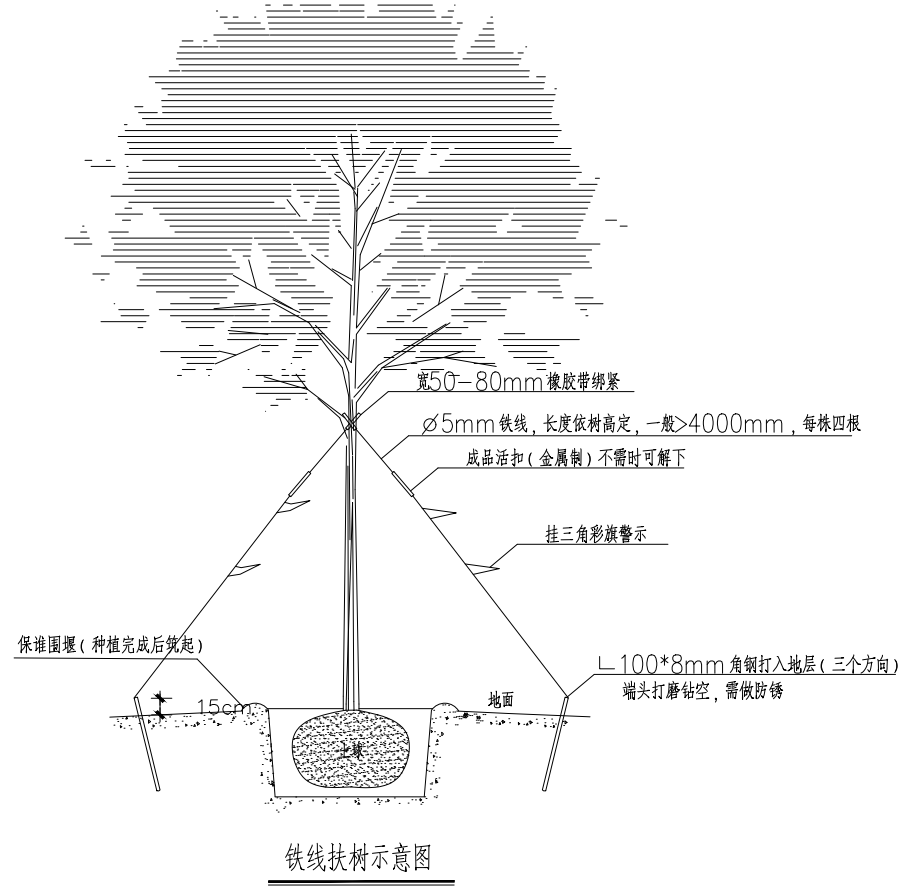 宽50-80mm橡胶带绑紧
∅5mm铁线，长度依树高定，一般>4000mm，每株四根
成品活扣(金属制)不需时可解下
挂三角彩旗警示
保谁围堰(种植完成后筑起)
∟100*8mm角钢打入地层(三个方向)
端头打磨钻空，需做防锈
15cm
地面
土球
铁线扶树示意图